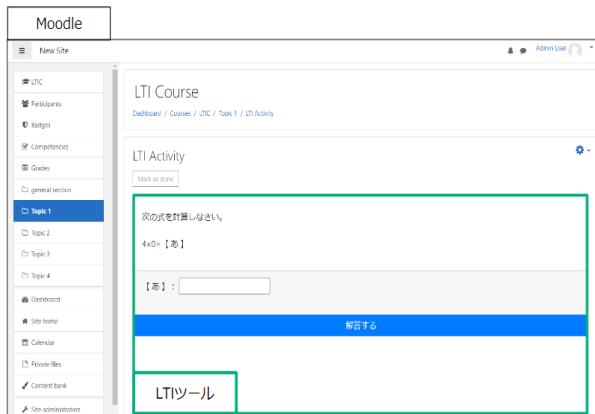 Moodle
New Site
Admin User
LTIC
Participants
Badges
Competencies
Grades
general section
Topic 1
Topic 2
Topic 3
Topic 4
Dashboard
Site home
Calendar
Private files
Content bank
Site administration
LTI Course
Dashboard / Courses / LTIC / Topic 1 / LTI Activity
LTI Activity
Mark as done
次の式を計算しなさい。
4×0=【あ】
【あ】:
解答する
LTIツール